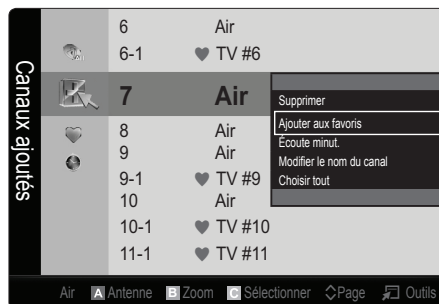 Canaux ajoutés
6 Air
6-1 ♥ TV #6
7 Air
8 Air
9 Air
9-1 ♥ TV #9
10 Air
10-1 ♥ TV #10
11-1 ♥ TV #11
Supprimer
Ajouter aux favoris
Écoute minut.
Modifier le nom du canal
Choisir tout
Air A Antenne B Zoom C Sélectionner Page Outils